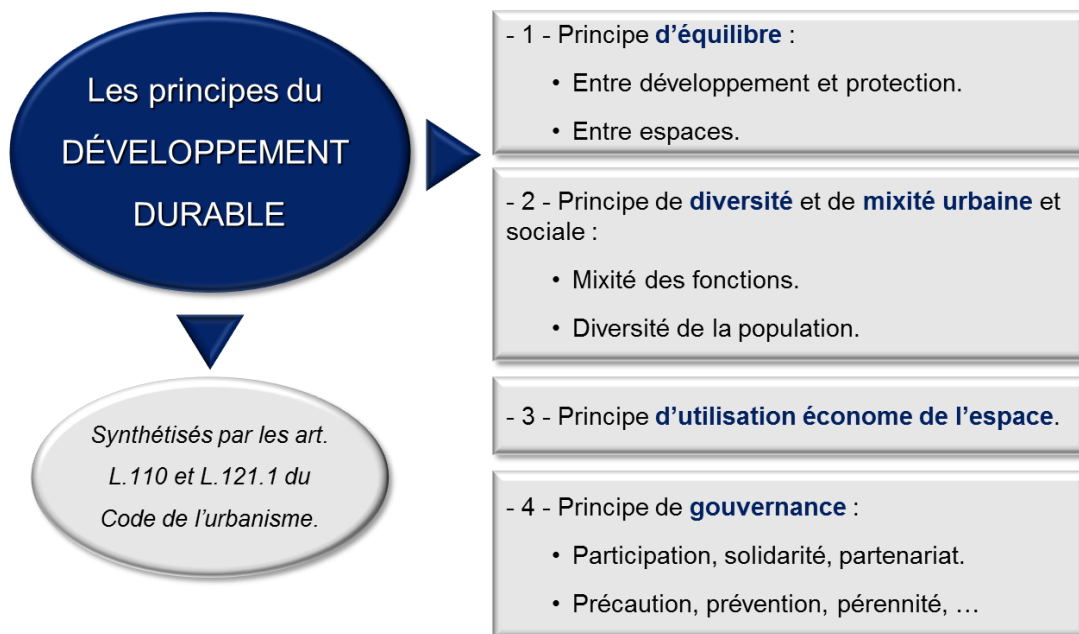 Les principes du
DÉVELOPPEMENT
DURABLE
Synthétisés par les art.
L.110 et L.121.1 du
Code de l'urbanisme.
- 1 - Principe d'équilibre :
• Entre développement et protection.
• Entre espaces.
- 2 - Principe de diversité et de mixité urbaine et
sociale :
• Mixité des fonctions.
• Diversité de la population.
- 3 - Principe d'utilisation économe de l'espace.
- 4 - Principe de gouvernance :
• Participation, solidarité, partenariat.
• Précaution, prévention, pérennité, …